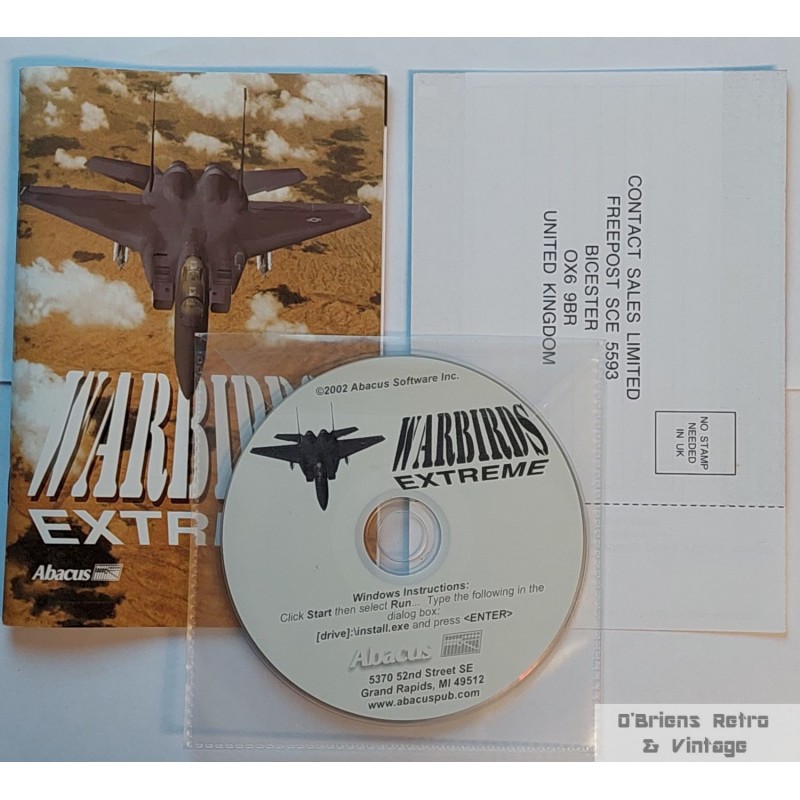 WARBIRDS
EXTR
Abacus
CONTACT SALES LIMITED
FREEPOST SCE 5593
BICESTER
OX6 9BR
UNITED KINGDOM
NO STAMP
NEEDED
IN UK
©2002 Abacus Software Inc.
WARBIRDS
EXTREME
Windows Instructions:
Click Start then select Run... Type the following in the
dialog box:
[drive]:\install.exe and press <ENTER>
Abacus
5370 52nd Street SE
Grand Rapids, MI 49512
www.abacuspub.com
O'Briens Retro
& Vintage